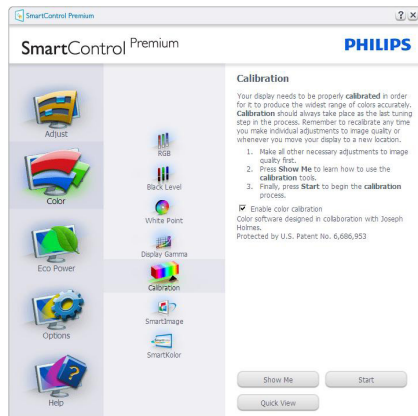 SmartControl Premium
SmartControl Premium
PHILIPS
Adjust
Color
Eco Power
Options
Help
RGB
Black Level
White Point
Display Gamma
Calibration
SmartImage
SmartKolor
Calibration
Your display needs to be properly calibrated in order
for it to produce the widest range of colors accurately.
Calibration should always take place as the last tuning
step in the process. Remember to recalibrate any time
you make individual adjustments to image quality or
whenever you move your display to a new location.
1. Make all other necessary adjustments to image
quality first.
2. Press Show Me to learn how to use the
calibration tools.
3. Finally, press Start to begin the calibration
process.
Enable color calibration
Color software designed in collaboration with Joseph
Holmes.
Protected by U.S. Patent No. 6,686,953
Show Me
Start
Quick View